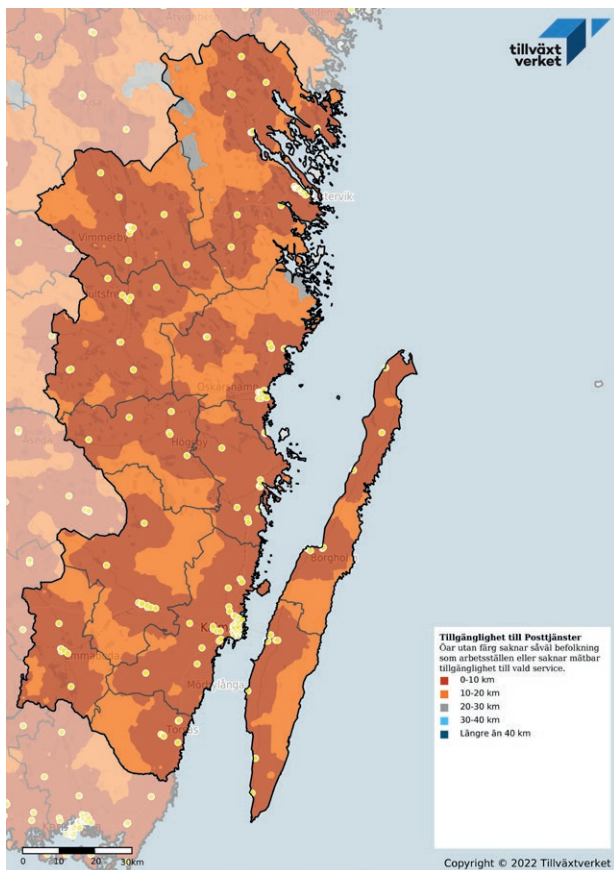 tillväxt
verket
Vimmerby
Oskarshamn
Högsby
Åseda
Borgholm
Emmaboda
Mörbylånga
Torsås
Tillgänglighet till Posttjänster
Öar utan färg saknar såväl befolkning
som arbetsställen eller saknar mätbar
tillgänglighet till vald service.
0-10 km
10-20 km
20-30 km
30-40 km
Längre än 40 km
0 10 20 30km
Copyright © 2022 Tillväxtverket